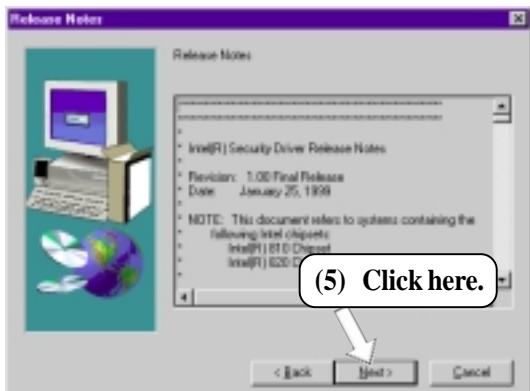 Release Notes
Release Notes
****************************************************
****************************************************
*
* Intel(R) Security Driver Release Notes
*
* Revision: 1.00 Final Release
* Date: January 25, 1999
*
* NOTE: This document refers to systems containing the
* following Intel chipsets:
* Intel(R) 810 Chipset
* Intel(R) 820
(5) Click here.
< Back
Next >
Cancel